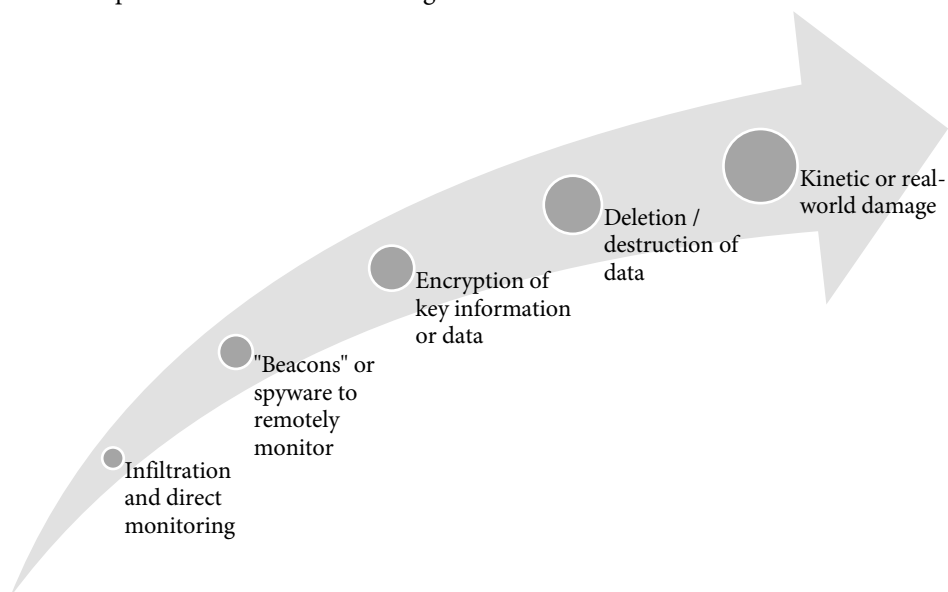 Kinetic or real-
world damage
Deletion /
destruction of
data
Encryption of
key information
or data
"Beacons" or
spyware to
remotely
monitor
Infiltration
and direct
monitoring